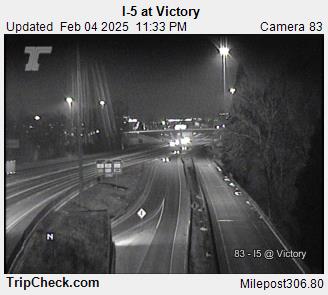 I-5 at Victory
Updated Feb 04 2025 11:33 PM Camera 83
T
N
83 - I5 @ Victory
TripCheck.com Milepost306.80